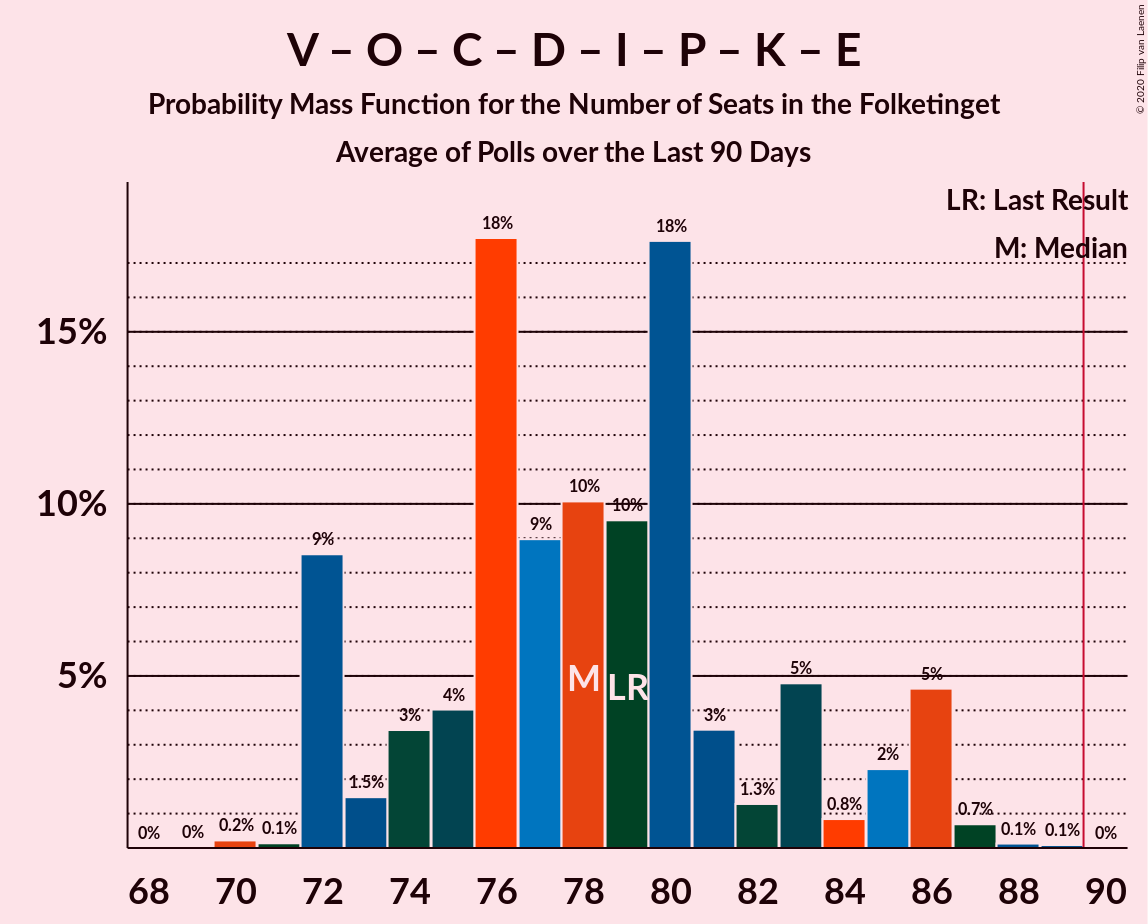 V – O – C – D – I – P – K – E
Probability Mass Function for the Number of Seats in the Folketinget
Average of Polls over the Last 90 Days
© 2020 Filip van Laenen
LR: Last Result
M: Median
15%
10%
5%
0%
0%
0.2%
0.1%
9%
1.5%
3%
4%
18%
9%
10%
10%
18%
3%
1.3%
5%
0.8%
2%
5%
0.7%
0.1%
0.1%
0%
M
LR
68 70 72 74 76 78 80 82 84 86 88 90